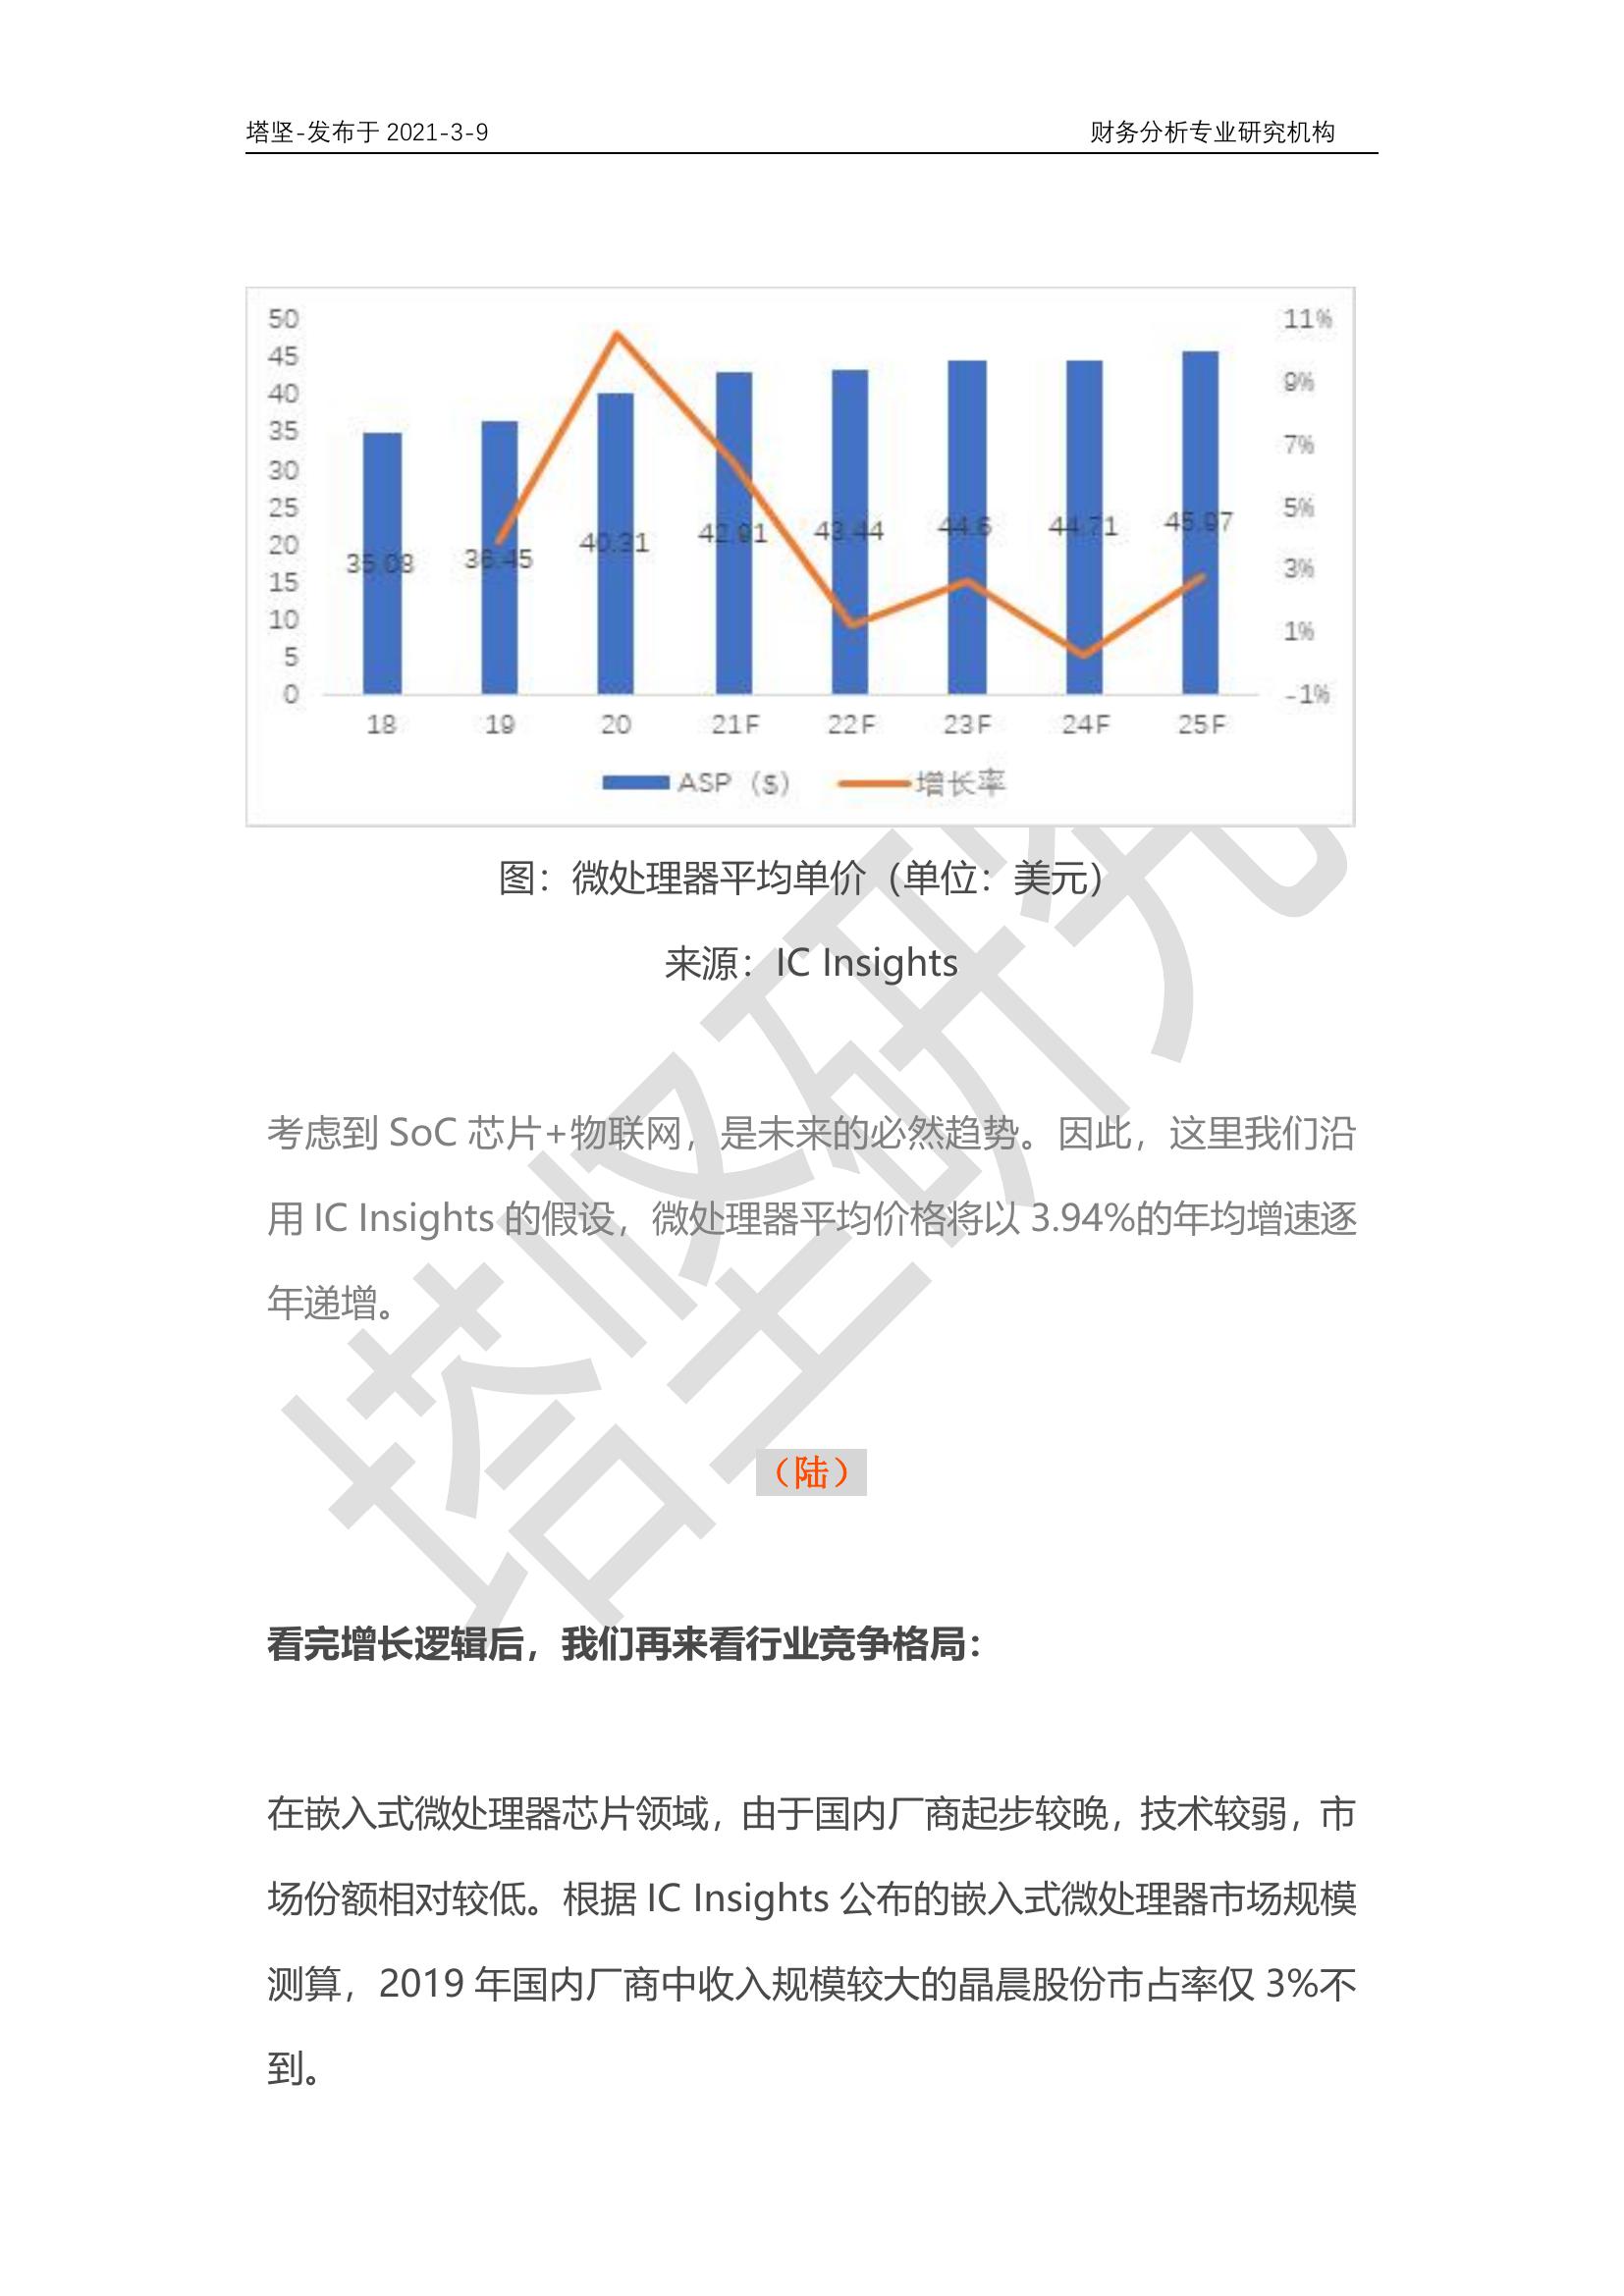 塔坚-发布于 2021-3-9 财务分析专业研究机构
50 11%
45
40 9%
35 7%
30
25 5%
20
15 3%
10 1%
5
0 -1%
35.08 36.45 40.31 42.91 43.44 44.6 44.71 45.97
18 19 20 21F 22F 23F 24F 25F
ASP（$） 增长率
图：微处理器平均单价（单位：美元）
来源：IC Insights
考虑到 SoC 芯片+物联网，是未来的必然趋势。因此，这里我们沿
用 IC Insights 的假设，微处理器平均价格将以 3.94%的年均增速逐
年递增。
（陆）
看完增长逻辑后，我们再来看行业竞争格局：
在嵌入式微处理器芯片领域，由于国内厂商起步较晚，技术较弱，市
场份额相对较低。根据 IC Insights 公布的嵌入式微处理器市场规模
测算，2019 年国内厂商中收入规模较大的晶晨股份市占率仅 3%不
到。
塔坚研究